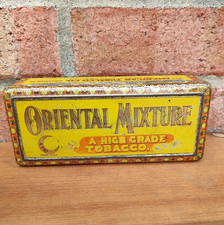 ORIENTAL MIXTURE
A HIGH GRADE
TOBACCO.